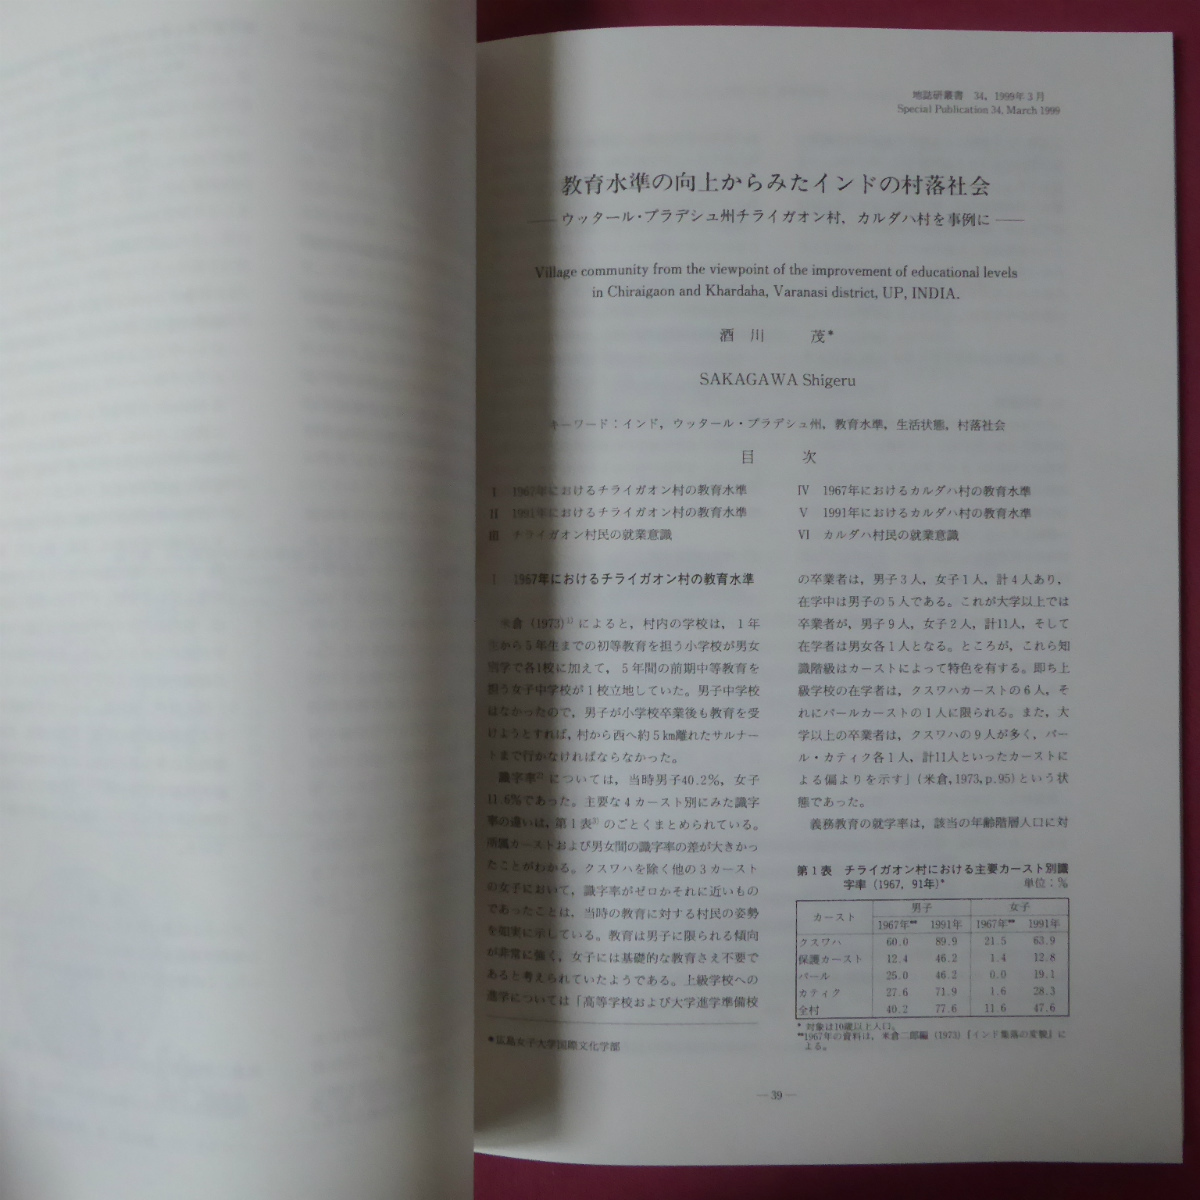 地誌研叢書 34, 1999年3月
Special Publication 34, March 1999
教育水準の向上からみたインドの村落社会
――ウッタール・プラデシュ州チライガオン村，カルダハ村を事例に――
Village community from the viewpoint of the improvement of educational levels
in Chiraigaon and Khardaha, Varanasi district, UP, INDIA.
酒川 茂*
SAKAGAWA Shigeru
キーワード：インド，ウッタール・プラデシュ州，教育水準，生活状態，村落社会
目 次
I 1967年におけるチライガオン村の教育水準
II 1991年におけるチライガオン村の教育水準
III チライガオン村民の就業意識
IV 1967年におけるカルダハ村の教育水準
V 1991年におけるカルダハ村の教育水準
VI カルダハ村民の就業意識
I 1967年におけるチライガオン村の教育水準
米倉（1973）1）によると，村内の学校は，1年
生から5年生までの初等教育を担う小学校が男女
別学で各1校に加えて，5年間の前期中等教育を
担う女子中学校が1校立地していた。男子中学校
はなかったので，男子が小学校卒業後も教育を受
けようとすれば，村から西へ約5km離れたサルナー
トまで行かなければならなかった。
識字率2）については，当時男子40.2%，女子
11.6%であった。主要な4カースト別にみた識字
率の違いは，第1表3）のごとくまとめられている。
所属カーストおよび男女間の識字率の差が大きかっ
たことがわかる。クスワハを除く他の3カースト
の女子において，識字率がゼロかそれに近いもの
であったことは，当時の教育に対する村民の姿勢
を如実に示している。教育は男子に限られる傾向
が非常に強く，女子には基礎的な教育さえ不要で
あると考えられていたようである。上級学校への
進学については「高等学校および大学進学準備校
*広島女子大学国際文化学部
の卒業者は，男子3人，女子1人，計4人あり，
在学中は男子の5人である。これが大学以上では
卒業者が，男子9人，女子2人，計11人，そして
在学者は男女各1人となる。ところが，これら知
識階級はカーストによって特色を有する。即ち上
級学校の在学者は，クスワハカーストの6人，そ
れにパールカーストの1人に限られる。また，大
学以上の卒業者は，クスワハの9人が多く，パー
ル・カティク各1人，計11人といったカーストに
よる偏よりを示す」（米倉，1973, p.95）という状
態であった。
義務教育の就学率は，該当の年齢階層人口に対
第1表 チライガオン村における主要カースト別識
字率（1967，91年）* 単位：%
カースト 男子 女子
1967年** 1991年 1967年** 1991年
クスワハ 60.0 89.9 21.5 63.9
保護カースト 12.4 46.2 1.4 12.8
パール 25.0 46.2 0.0 19.1
カティク 27.6 71.9 1.6 28.3
全村 40.2 77.6 11.6 47.6
* 対象は10歳以上人口。
**1967年の資料は，米倉二郎編（1973）『インド集落の変貌』に
よる。
― 39 ―